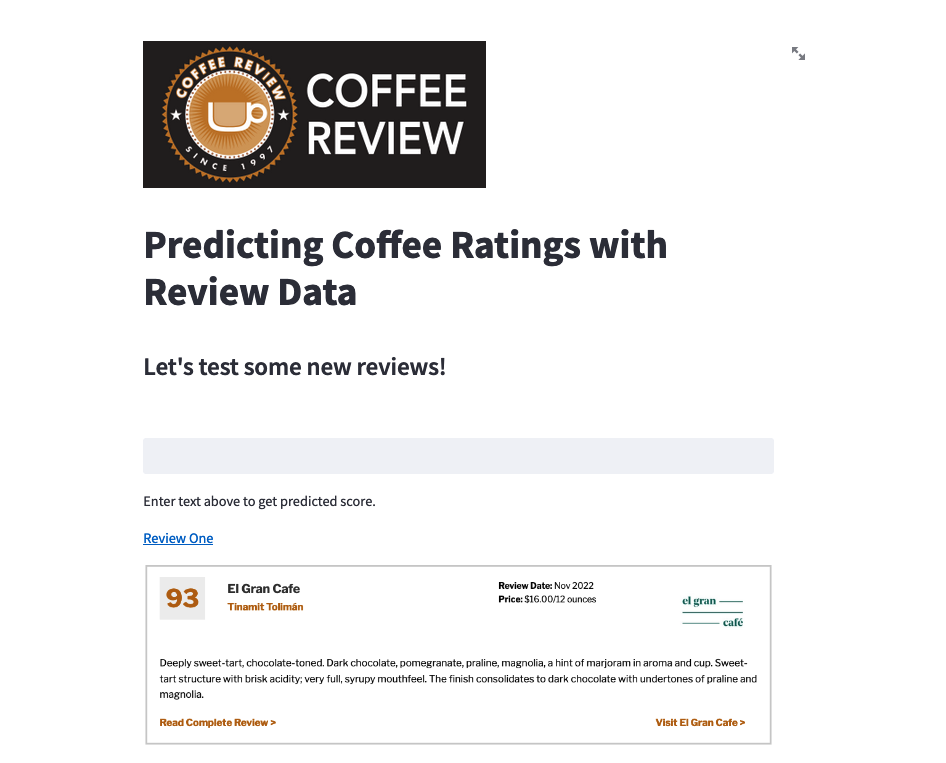 COFFEE REVIEW
SINCE 1997
COFFEE
REVIEW
Predicting Coffee Ratings with
Review Data
Let's test some new reviews!
Enter text above to get predicted score.
Review One
93
El Gran Cafe
Tinamit Tolimán
Review Date: Nov 2022
Price: $16.00/12 ounces
el gran
café
Deeply sweet-tart, chocolate-toned. Dark chocolate, pomegranate, praline, magnolia, a hint of marjoram in aroma and cup. Sweet-
tart structure with brisk acidity; very full, syrupy mouthfeel. The finish consolidates to dark chocolate with undertones of praline and
magnolia.
Read Complete Review >
Visit El Gran Cafe >